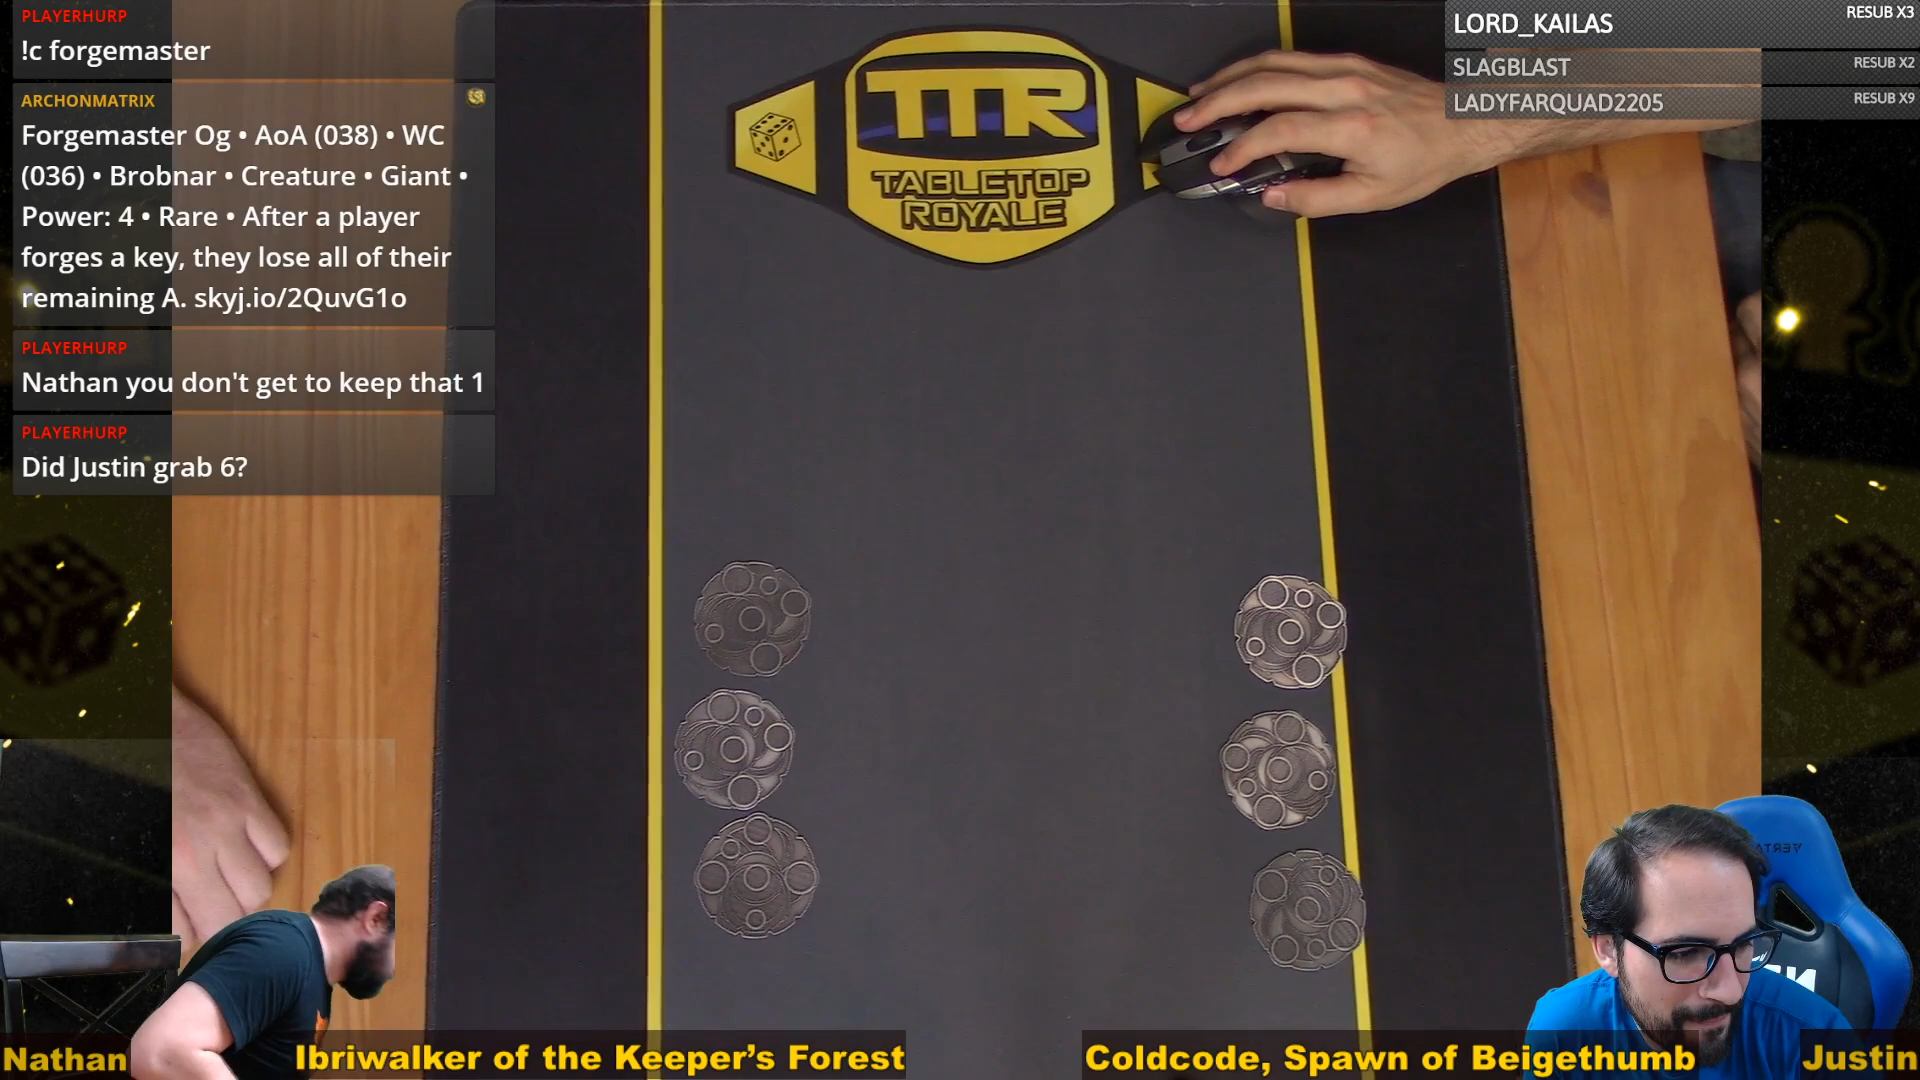 PLAYERHURP
!c forgemaster
ARCHONMATRIX
Forgemaster Og • AoA (038) • WC
(036) • Brobnar • Creature • Giant •
Power: 4 • Rare • After a player
forges a key, they lose all of their
remaining A. skyj.io/2QuvG1o
PLAYERHURP
Nathan you don't get to keep that 1
PLAYERHURP
Did Justin grab 6?
TTR
TABLETOP
ROYALE
LORD_KAILAS RESUB X3
SLAGBLAST RESUB X2
LADYFARQUAD2205 RESUB X9
Nathan
Ibriwalker of the Keeper's Forest
Coldcode, Spawn of Beigethumb
Justin